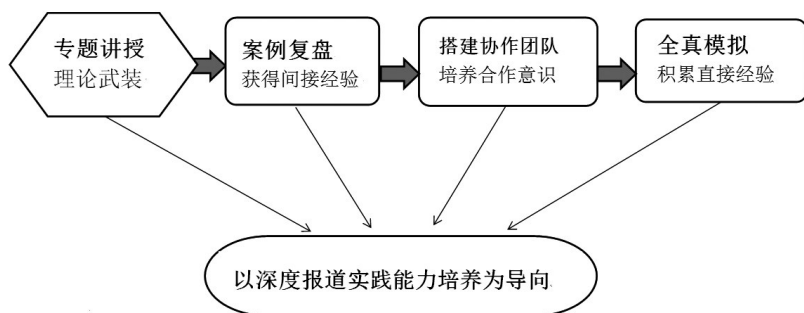 专题讲授
理论武装
案例复盘
获得间接经验
搭建协作团队
培养合作意识
全真模拟
积累直接经验
以深度报道实践能力培养为导向